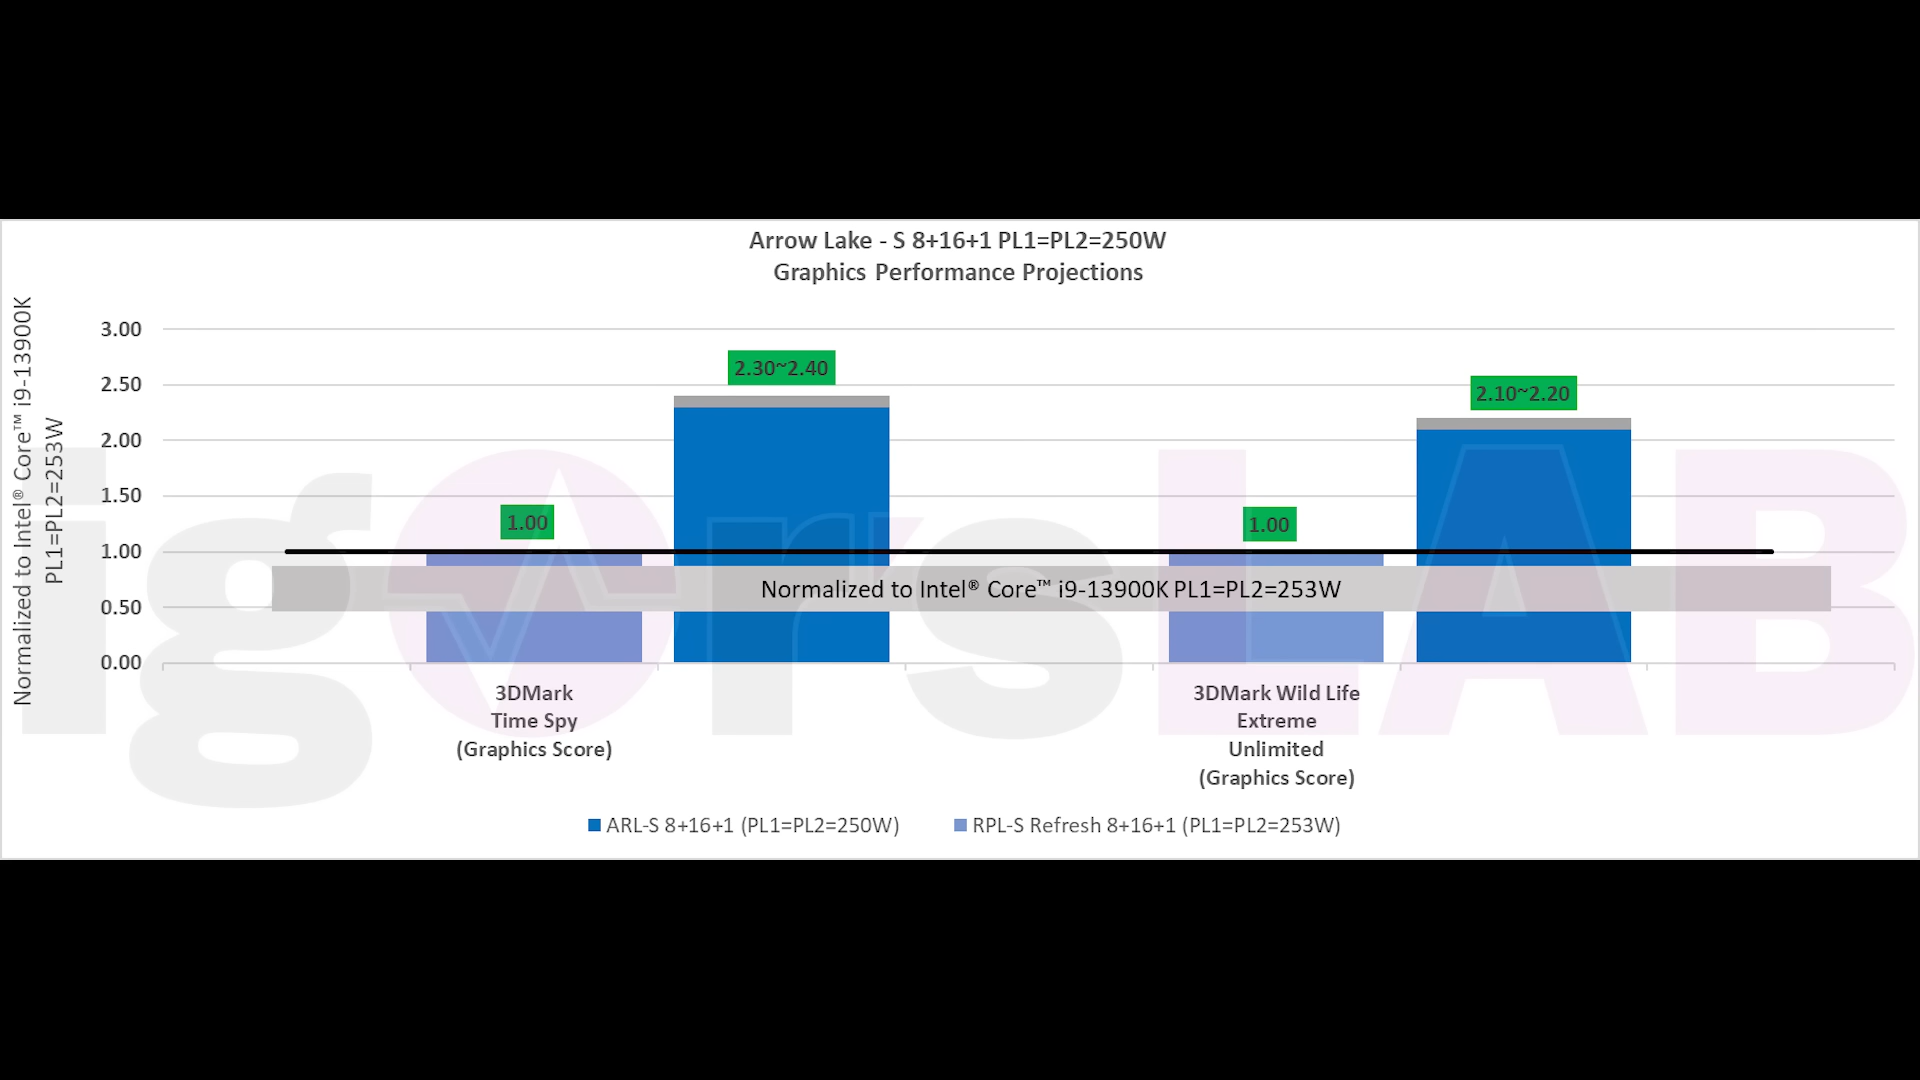 Arrow Lake - S 8+16+1 PL1=PL2=250W
Graphics Performance Projections
Normalized to Intel® Core™ i9-13900K
PL1=PL2=253W
3.00
2.50
2.00
1.50
1.00
0.50
0.00
2.30~2.40
2.10~2.20
1.00
1.00
Normalized to Intel® Core™ i9-13900K PL1=PL2=253W
3DMark
Time Spy
(Graphics Score)
3DMark Wild Life
Extreme
Unlimited
(Graphics Score)
ARL-S 8+16+1 (PL1=PL2=250W)
RPL-S Refresh 8+16+1 (PL1=PL2=253W)
igorsLAB